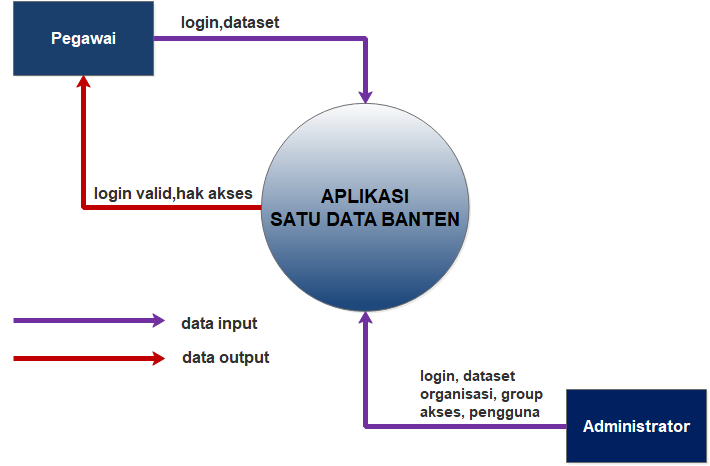 Pegawai
login,dataset
login valid,hak akses
APLIKASI
SATU DATA BANTEN
data input
data output
login, dataset
organisasi, group
akses, pengguna
Administrator